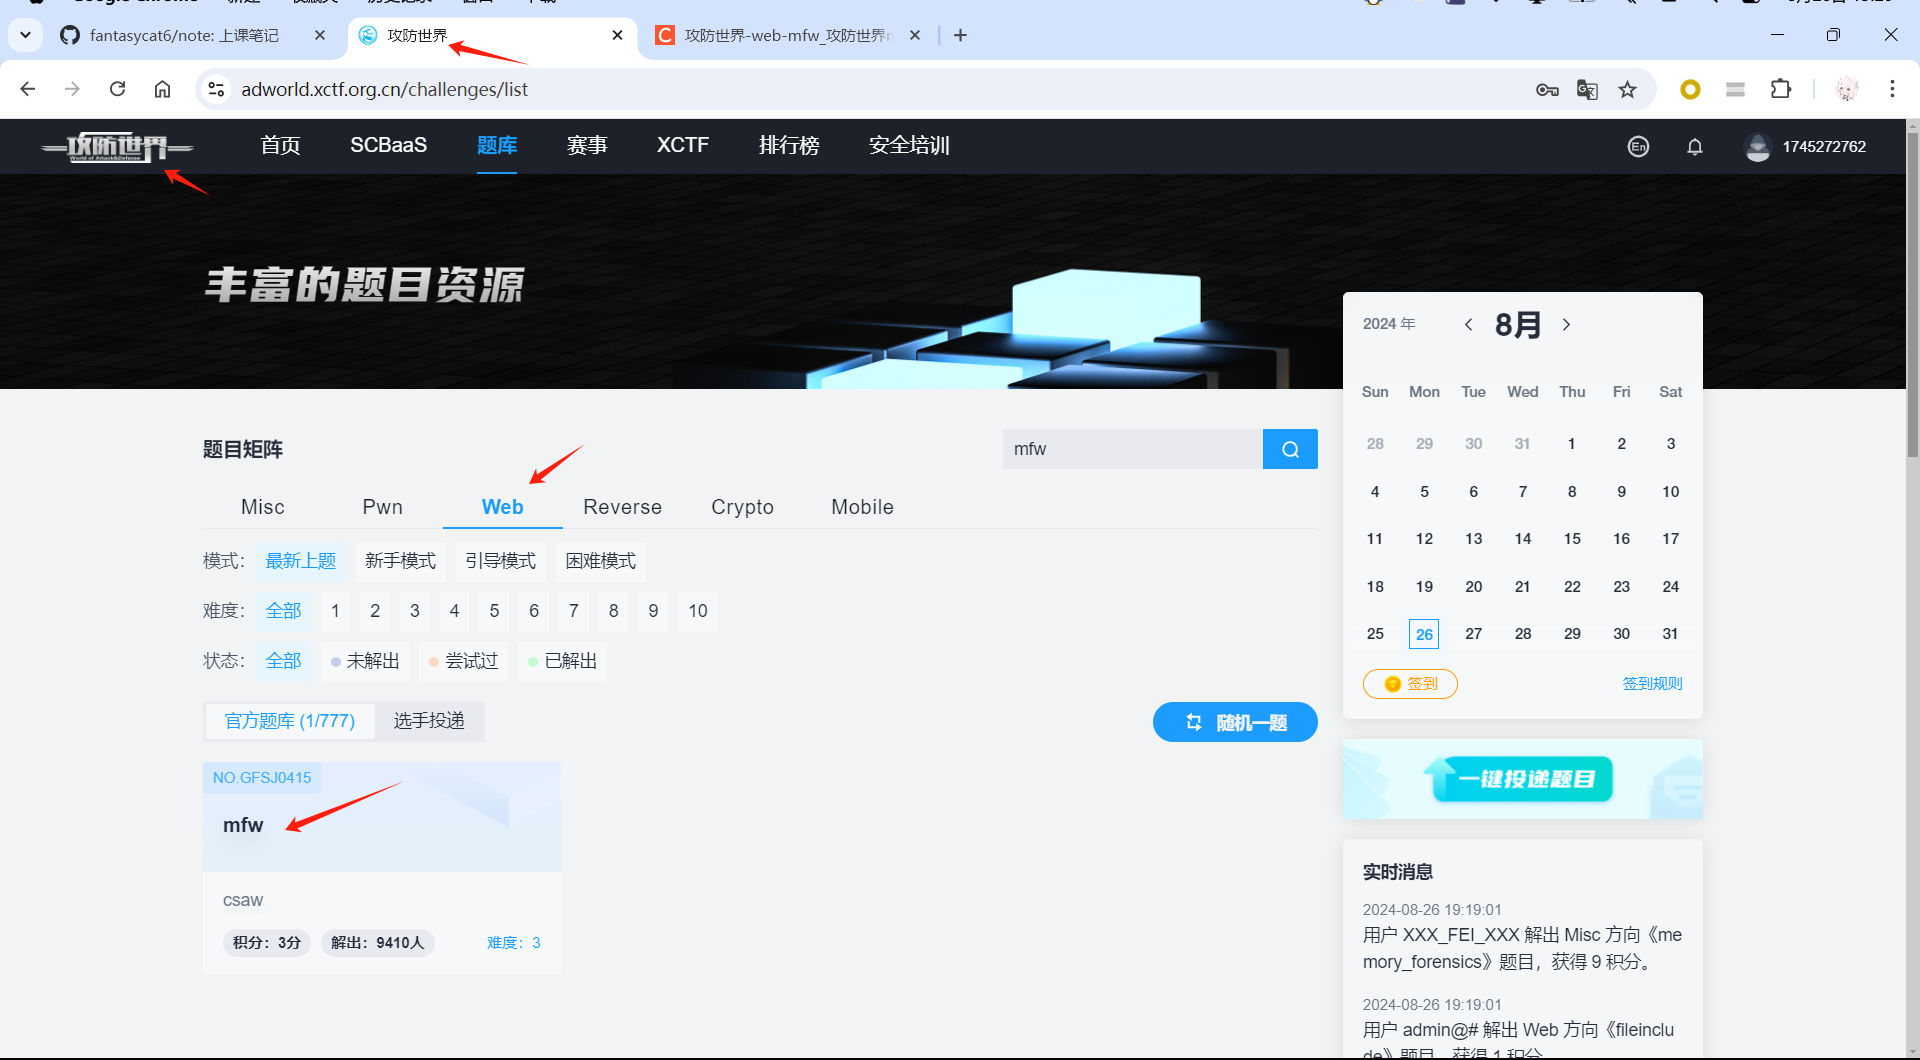 fantasycat6/note: 上课笔记
攻防世界
攻防世界-web-mfw_攻防世界
adworld.xctf.org.cn/challenges/list
攻防世界
World of Attack&Defense
首页
SCBaaS
题库
赛事
XCTF
排行榜
安全培训
En
1745272762
丰富的题目资源
2024 年
8月
Sun Mon Tue Wed Thu Fri Sat
28 29 30 31 1 2 3
4 5 6 7 8 9 10
11 12 13 14 15 16 17
18 19 20 21 22 23 24
25 26 27 28 29 30 31
签到
签到规则
题目矩阵
mfw
Misc Pwn Web Reverse Crypto Mobile
模式: 最新上题 新手模式 引导模式 困难模式
难度: 全部 1 2 3 4 5 6 7 8 9 10
状态: 全部 未解出 尝试过 已解出
官方题库 (1/777) 选手投递
随机一题
NO.GFSJ0415
mfw
csaw
积分: 3分 解出: 9410人 难度: 3
一键投递题目
实时消息
2024-08-26 19:19:01
用户 XXX_FEI_XXX 解出 Misc 方向《me
mory_forensics》题目，获得 9 积分。
2024-08-26 19:19:01
用户 admin@# 解出 Web 方向《fileinclu
de》题目，获得 1 积分